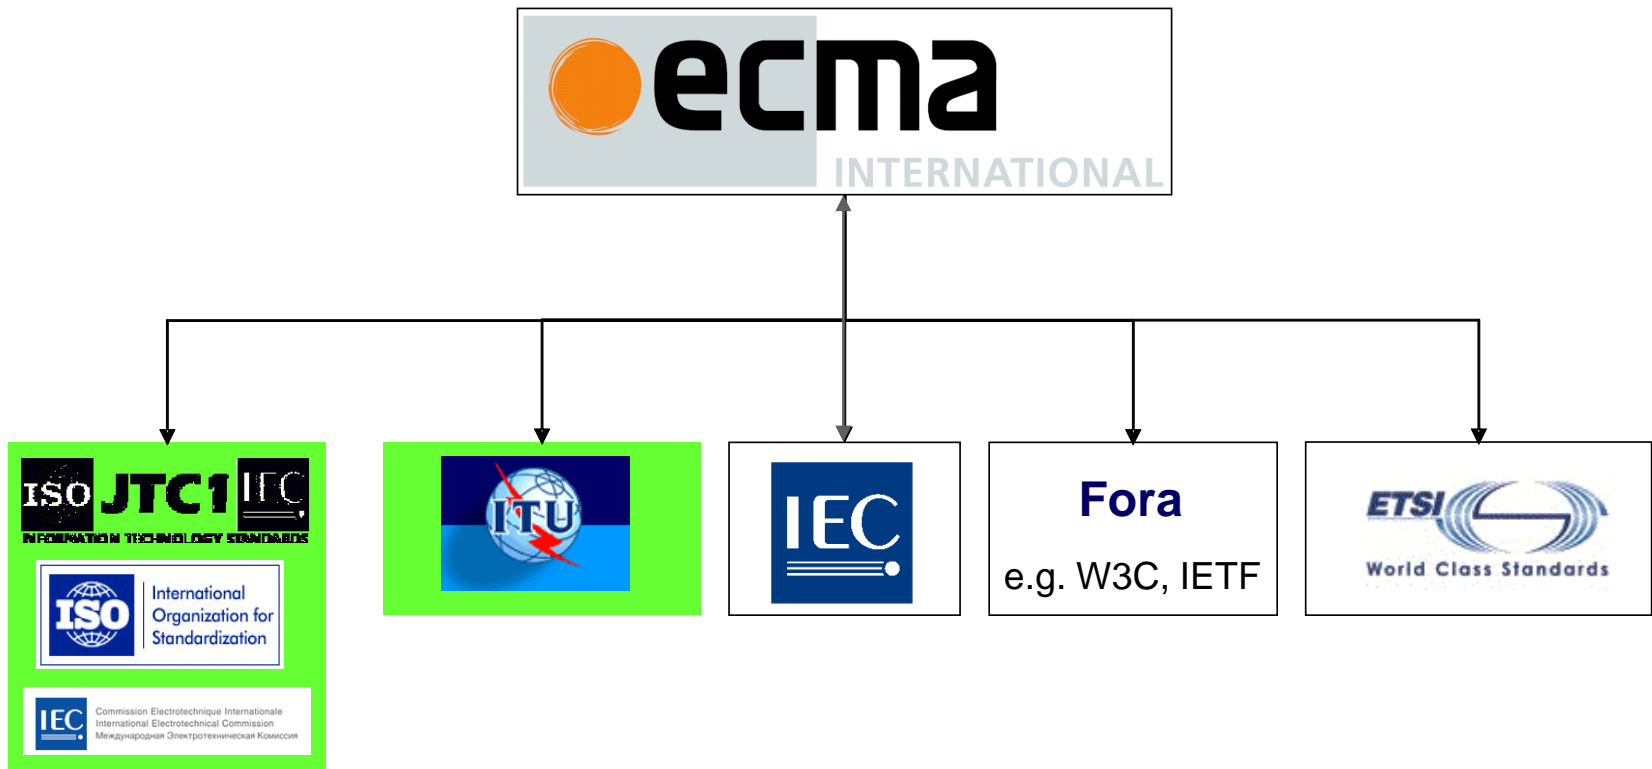 ecma
INTERNATIONAL
ISO JTC1 IEC
INFORMATION TECHNOLOGY STANDARDS
ISO
International
Organization for
Standardization
IEC
Commission Electrotechnique Internationale
International Electrotechnical Commission
Международная Электротехническая Комиссия
ITU
IEC
Fora
e.g. W3C, IETF
ETSI
World Class Standards